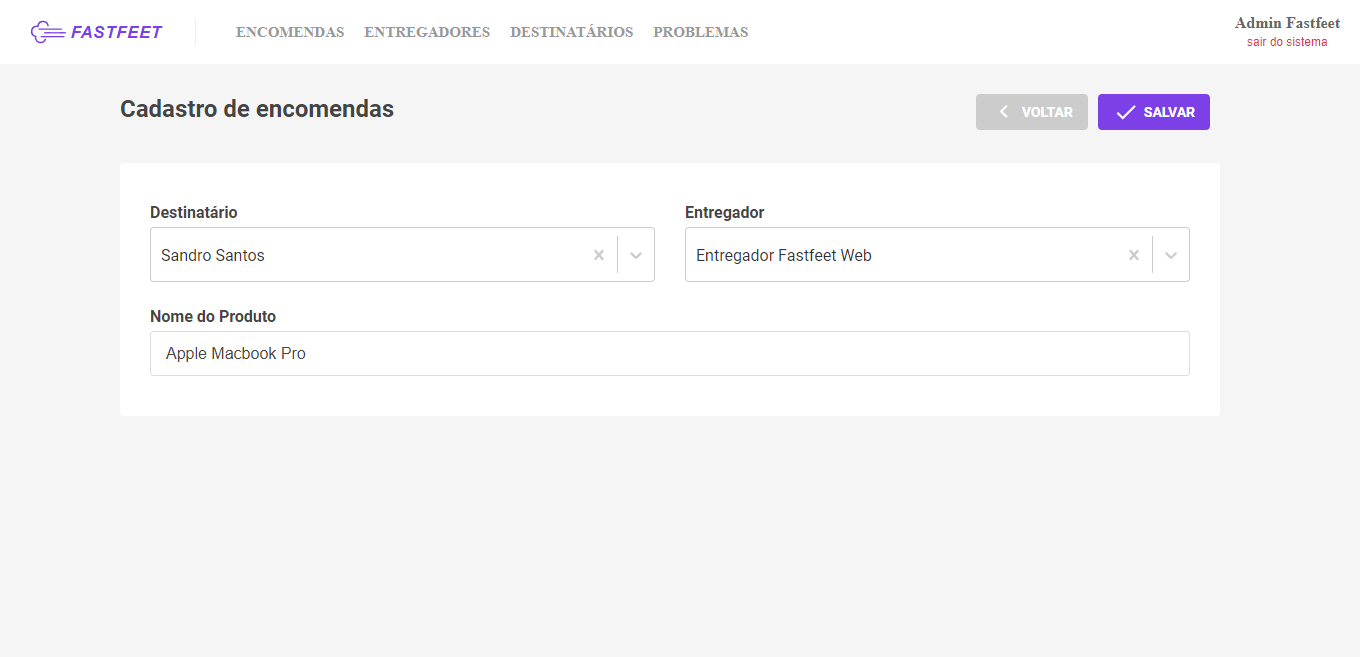 FASTFEET ENCOMENDAS ENTREGADORES DESTINATÁRIOS PROBLEMAS Admin Fastfeet
sair do sistema
Cadastro de encomendas VOLTAR SALVAR
Destinatário Entregador
Sandro Santos Entregador Fastfeet Web
Nome do Produto
Apple Macbook Pro